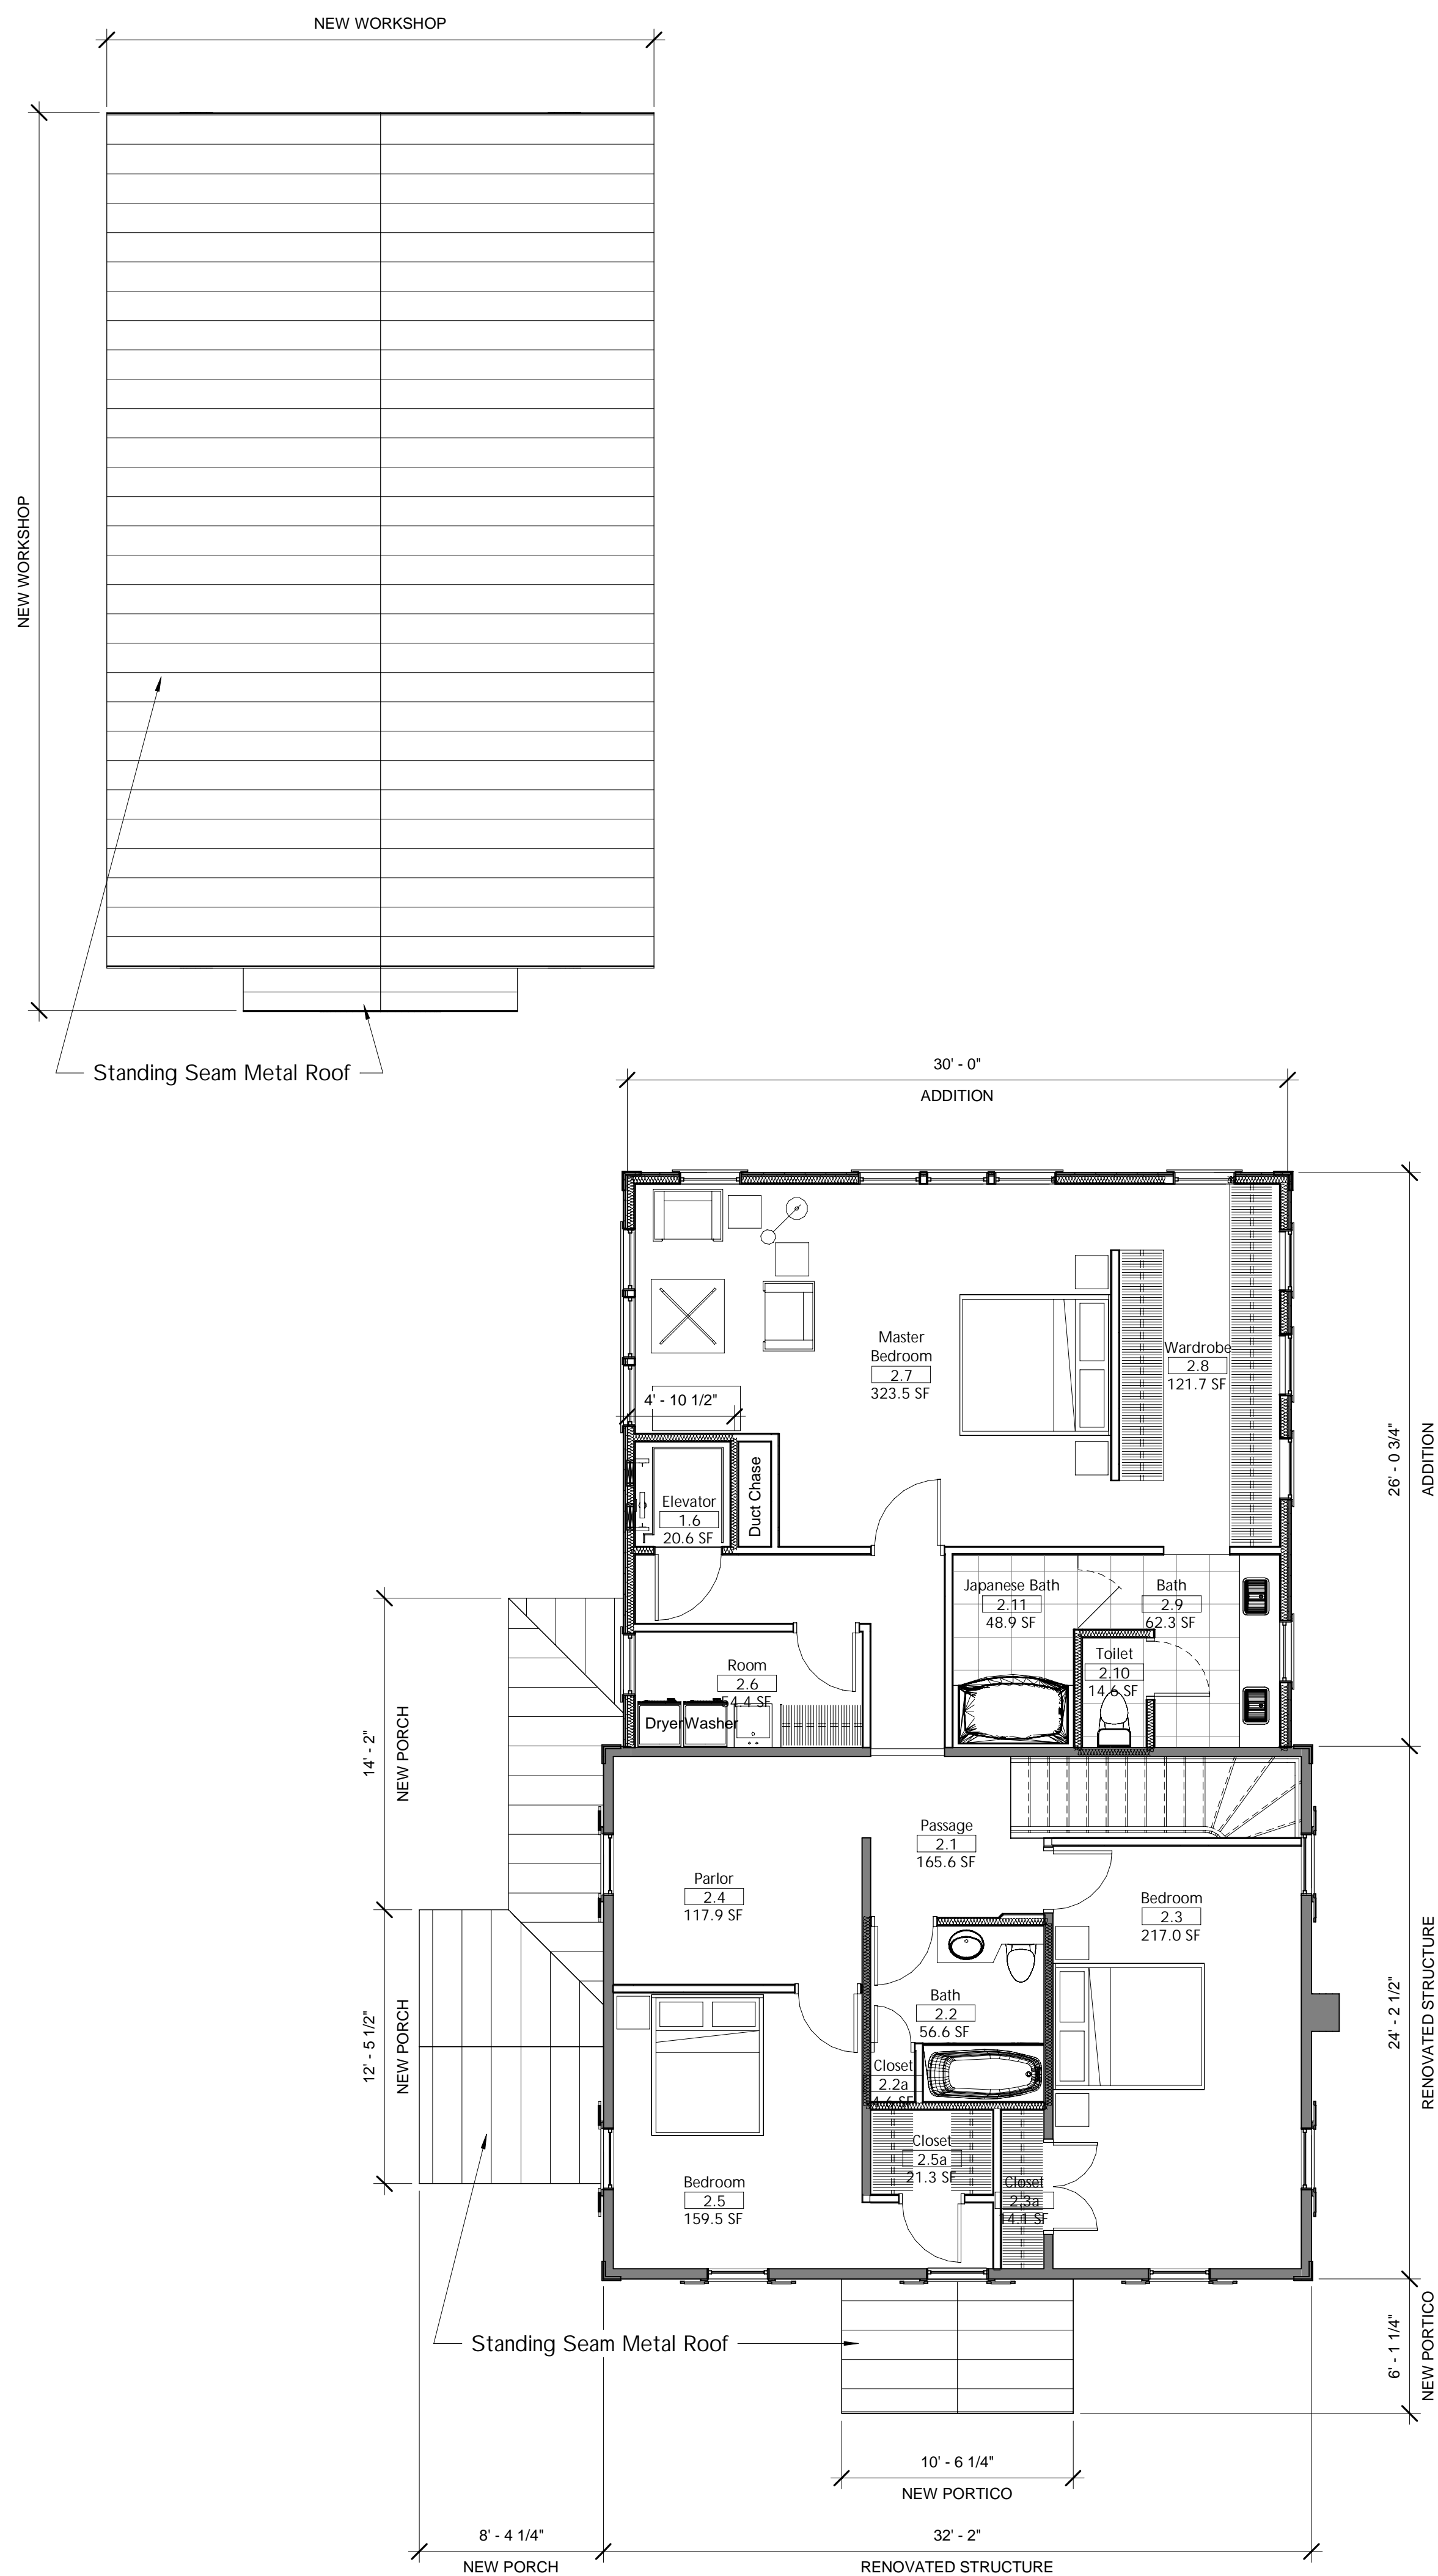 NEW WORKSHOP
NEW WORKSHOP
Standing Seam Metal Roof
30' - 0"
ADDITION
Master
Bedroom
2.7
323.5 SF
Wardrobe
2.8
121.7 SF
4' - 10 1/2"
Elevator
1.6
20.6 SF
Duct Chase
26' - 0 3/4"
ADDITION
Japanese Bath
2.11
48.9 SF
Bath
2.9
62.3 SF
Toilet
2.10
14.6 SF
Room
2.6
54.4 SF
Dryer
Washer
14' - 2"
NEW PORCH
Passage
2.1
165.6 SF
Parlor
2.4
117.9 SF
Bedroom
2.3
217.0 SF
Bath
2.2
56.6 SF
12' - 5 1/2"
NEW PORCH
24' - 2 1/2"
RENOVATED STRUCTURE
Closet
2.2a
4.6 SF
Closet
2.5a
21.3 SF
Closet
2.3a
14.1 SF
Bedroom
2.5
159.5 SF
Standing Seam Metal Roof
6' - 1 1/4"
NEW PORTICO
10' - 6 1/4"
NEW PORTICO
8' - 4 1/4"
NEW PORCH
32' - 2"
RENOVATED STRUCTURE